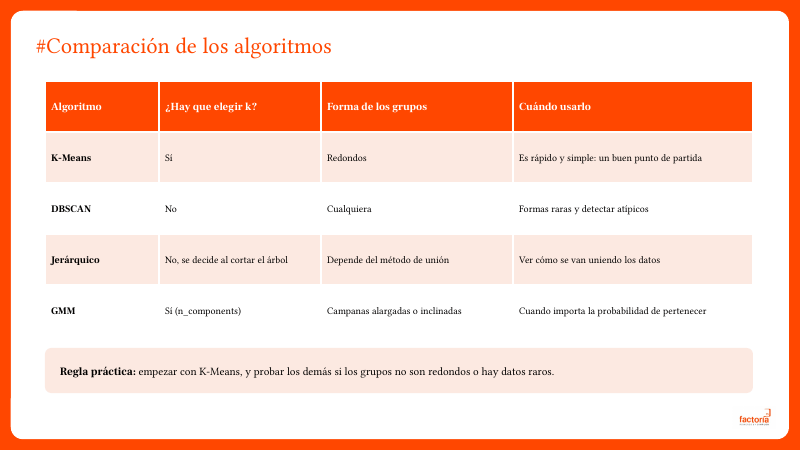 #Comparación de los algoritmos
Algoritmo ¿Hay que elegir k? Forma de los grupos Cuándo usarlo
K-Means Sí Redondos Es rápido y simple: un buen punto de partida
DBSCAN No Cualquiera Formas raras y detectar atípicos
Jerárquico No, se decide al cortar el árbol Depende del método de unión Ver cómo se van uniendo los datos
GMM Sí (n_components) Campanas alargadas o inclinadas Cuando importa la probabilidad de pertenecer
Regla práctica: empezar con K-Means, y probar los demás si los grupos no son redondos o hay datos raros.
factoría